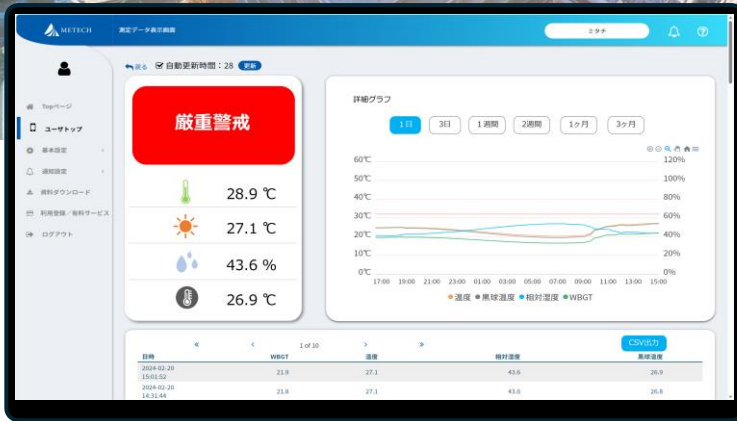 METECH
測定データ表示画面
ミタチ
戻る 自動更新時間：28 更新
Topページ
ユーザトップ
基本設定
通知設定
資料ダウンロード
利用登録／有料サービス
ログアウト
厳重警戒
28.9 ℃
27.1 ℃
43.6 %
26.9 ℃
詳細グラフ
1日 3日 1週間 2週間 1ヶ月 3ヶ月
60℃ 120%
50℃ 100%
40℃ 80%
30℃ 60%
20℃ 40%
10℃ 20%
0℃ 0%
17:00 19:00 21:00 23:00 01:00 03:00 05:00 07:00 09:00 11:00 13:00 15:00
温度 黒球温度 相対湿度 WBGT
« ‹ 1 of 10 › »
CSV出力
日時 WBGT 温度 相対湿度 黒球温度
2024-02-20
15:01:52 21.9 27.1 43.6 26.9
2024-02-20
14:31:44 21.8 27.1 43.6 26.8